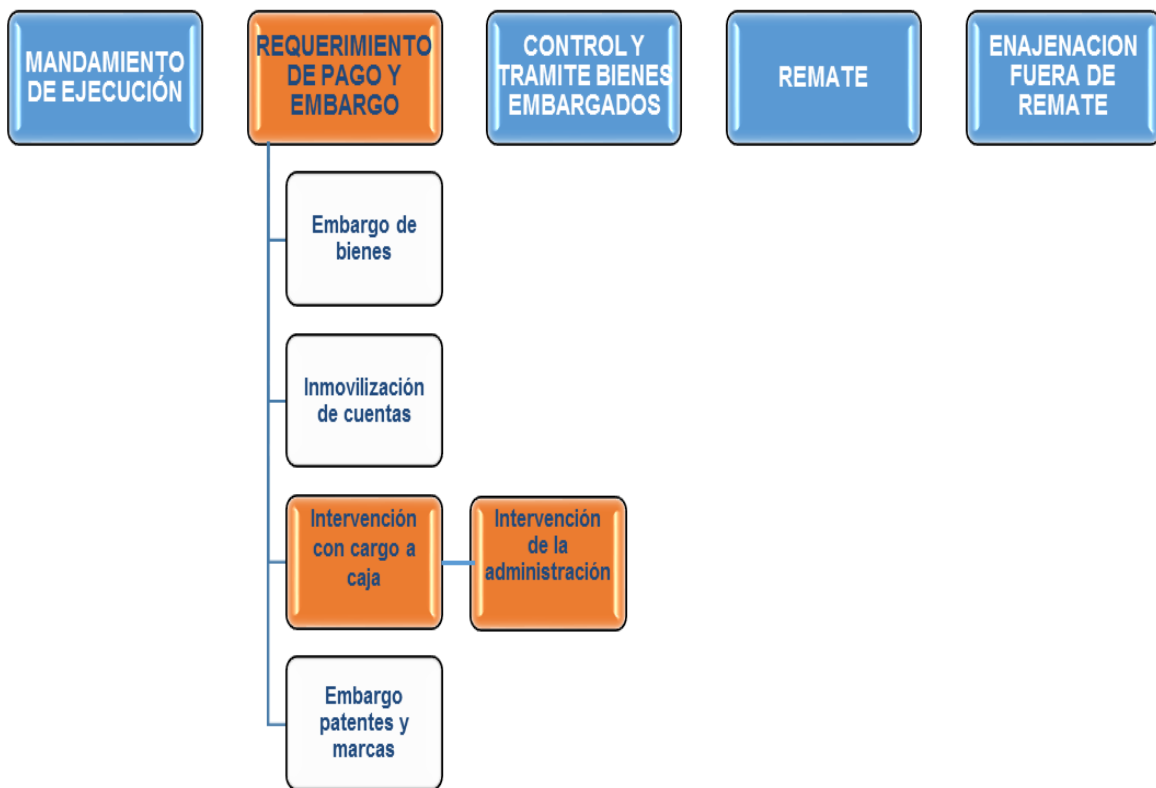 MANDAMIENTO
DE EJECUCIÓN
REQUERIMIENTO
DE PAGO Y
EMBARGO
CONTROL Y
TRAMITE BIENES
EMBARGADOS
REMATE
ENAJENACION
FUERA DE
REMATE
Embargo de
bienes
Inmovilización
de cuentas
Intervención
con cargo a
caja
Intervención
de la
administración
Embargo
patentes y
marcas